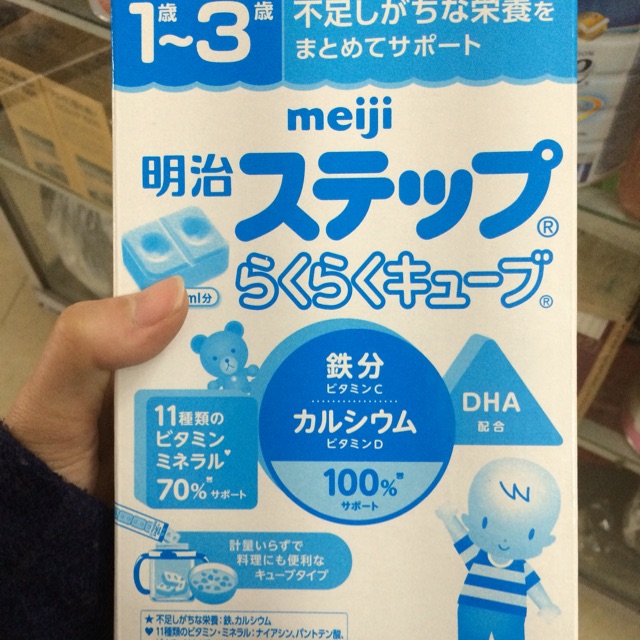 1歳~3歳
不足しがちな栄養を
まとめてサポート
meiji
明治ステップ®
らくらくキューブ®
ml分
鉄分
ビタミンC
カルシウム
ビタミンD
100%※
サポート
DHA
配合
11種類の
ビタミン
ミネラル♥
70%※サポート
計量いらずで
料理にも便利な
キューブタイプ
★不足しがちな栄養:鉄、カルシウム
♥11種類のビタミン・ミネラル:ナイアシン、パントテン酸、